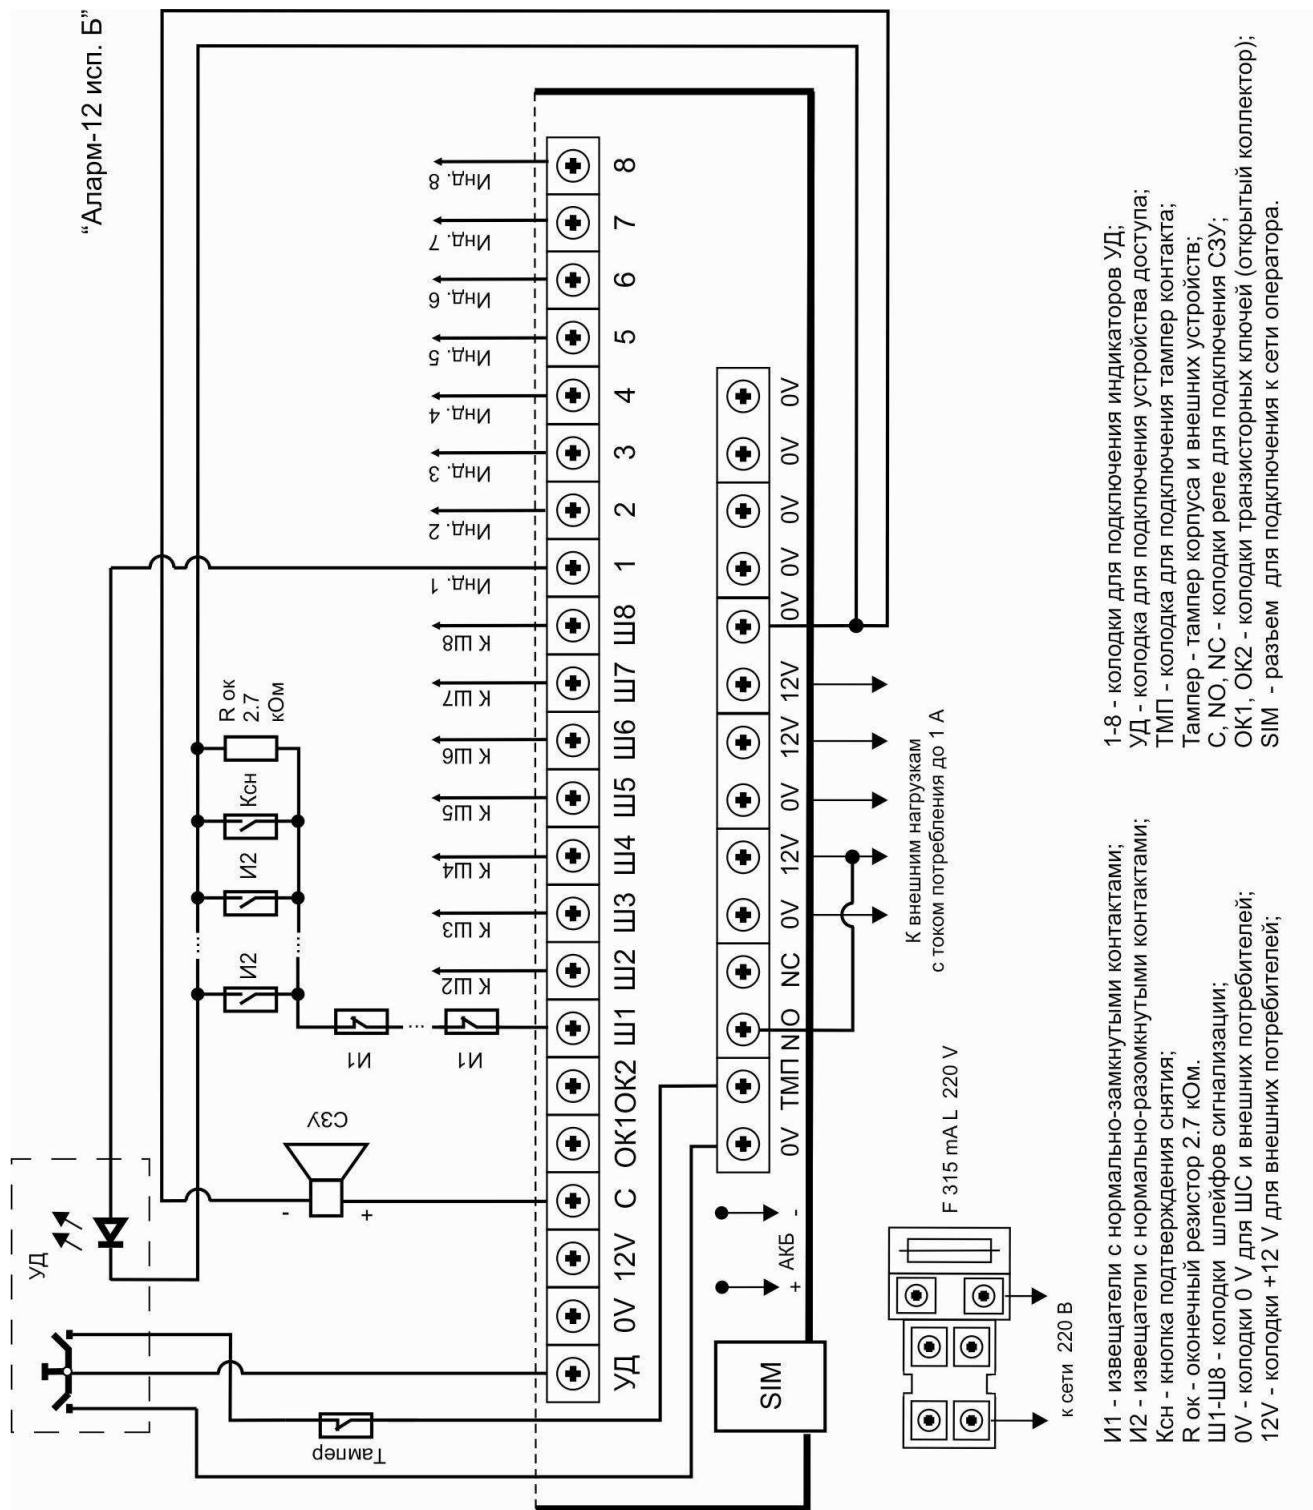 “Аларм-12 исп. Б”
УД
СЗУ
-
+
Тампер
R ок
2.7
кОм
Ксн
И2
И2
И1
И1
К Ш2
К Ш3
К Ш4
К Ш5
К Ш6
К Ш7
К Ш8
Инд. 1
Инд. 2
Инд. 3
Инд. 4
Инд. 5
Инд. 6
Инд. 7
Инд. 8
УД 0V 12V С ОК1 ОК2 Ш1 Ш2 Ш3 Ш4 Ш5 Ш6 Ш7 Ш8 1 2 3 4 5 6 7 8
0V ТМП NO NC 0V 12V 0V 12V 12V 0V 0V 0V 0V 0V
SIM
+ АКБ -
К внешним нагрузкам
с током потребления до 1 А
F 315 mA L 220 V
к сети 220 В
И1 - извещатели с нормально-замкнутыми контактами;
И2 - извещатели с нормально-разомкнутыми контактами;
Ксн - кнопка подтверждения снятия;
R ок - оконечный резистор 2.7 кОм.
Ш1-Ш8 - колодки шлейфов сигнализации;
0V - колодки 0 V для ШС и внешних потребителей;
12V - колодки +12 V для внешних потребителей;
1-8 - колодки для подключения индикаторов УД;
УД - колодка для подключения устройства доступа;
ТМП - колодка для подключения тампер контакта;
Тампер - тампер корпуса и внешних устройств;
C, NO, NC - колодки реле для подключения СЗУ;
ОК1, ОК2 - колодки транзисторных ключей (открытый коллектор);
SIM - разъем для подключения к сети оператора.